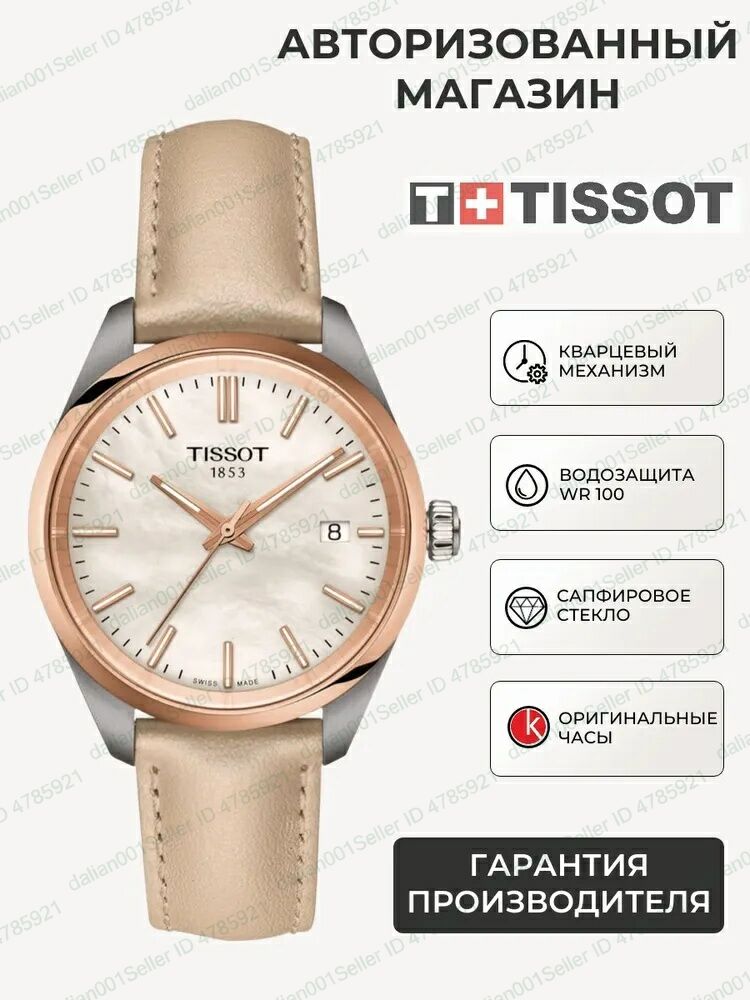 АВТОРИЗОВАННЫЙ
МАГАЗИН
T+TISSOT
КВАРЦЕВЫЙ
МЕХАНИЗМ
ВОДОЗАЩИТА
WR 100
САПФИРОВОЕ
СТЕКЛО
ОРИГИНАЛЬНЫЕ
ЧАСЫ
ГАРАНТИЯ
ПРОИЗВОДИТЕЛЯ
TISSOT
1853
8
SWISS MADE
dalian001Seller ID 4785921